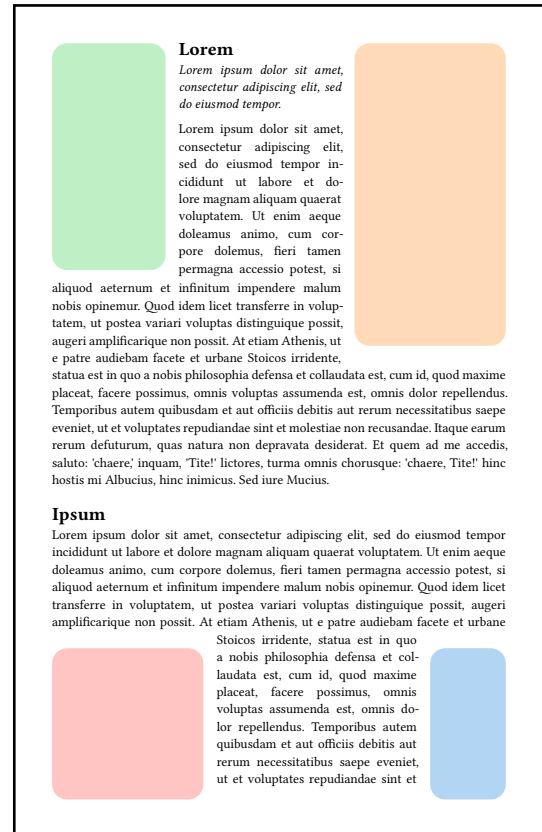 Lorem
Lorem ipsum dolor sit amet,
consectetur adipiscing elit, sed
do eiusmod tempor.
Lorem ipsum dolor sit amet,
consectetur adipiscing elit,
sed do eiusmod tempor in-
cididunt ut labore et do-
lore magnam aliquam quaerat
voluptatem. Ut enim aeque
doleamus animo, cum cor-
pore dolemus, fieri tamen
permagna accessio potest, si
aliquod aeternum et infinitum impendere malum
nobis opinemur. Quod idem licet transferre in volup-
tatem, ut postea variari voluptas distinguique possit,
augeri amplificarique non possit. At etiam Athenis, ut
e patre audiebam facete et urbane Stoicos irridente,
statua est in quo a nobis philosophia defensa et collaudata est, cum id, quod maxime
placeat, facere possimus, omnis voluptas assumenda est, omnis dolor repellendus.
Temporibus autem quibusdam et aut officiis debitis aut rerum necessitatibus saepe
eveniet, ut et voluptates repudiandae sint et molestiae non recusandae. Itaque earum
rerum defuturum, quas natura non depravata desiderat. Et quem ad me accedis,
saluto: 'chaere,' inquam, 'Tite!' lictores, turma omnis chorusque: 'chaere, Tite!' hinc
hostis mi Albucius, hinc inimicus. Sed iure Mucius.
Ipsum
Lorem ipsum dolor sit amet, consectetur adipiscing elit, sed do eiusmod tempor
incididunt ut labore et dolore magnam aliquam quaerat voluptatem. Ut enim aeque
doleamus animo, cum corpore dolemus, fieri tamen permagna accessio potest, si
aliquod aeternum et infinitum impendere malum nobis opinemur. Quod idem licet
transferre in voluptatem, ut postea variari voluptas distinguique possit, augeri
amplificarique non possit. At etiam Athenis, ut e patre audiebam facete et urbane
Stoicos irridente, statua est in quo
a nobis philosophia defensa et col-
laudata est, cum id, quod maxime
placeat, facere possimus, omnis
voluptas assumenda est, omnis do-
lor repellendus. Temporibus autem
quibusdam et aut officiis debitis aut
rerum necessitatibus saepe eveniet,
ut et voluptates repudiandae sint et